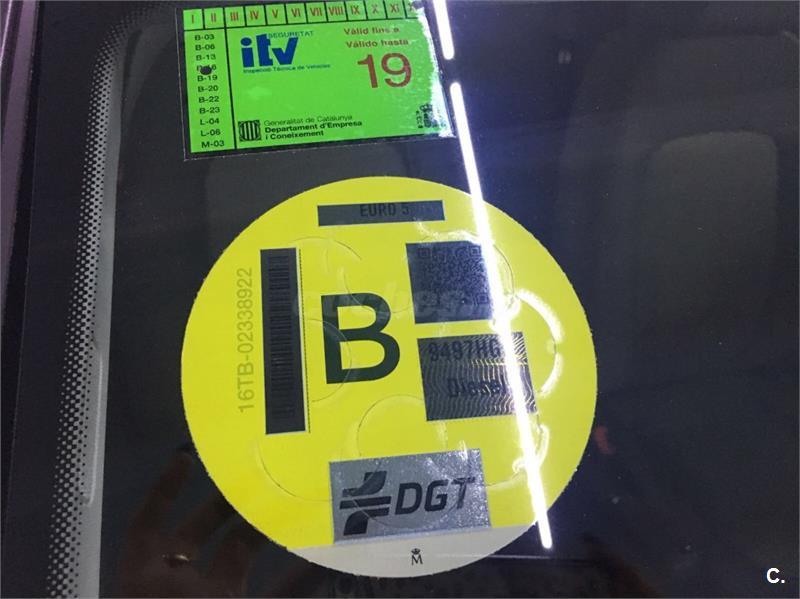 I II III IV V VI VII VIII IX X XI
B-03
B-06
B-13
B-19
B-20
B-22
B-23
L-04
L-06
M-03
SEGURETAT
itv
Inspecció Tècnica de Vehicles
Vàlid fins a
Válido hasta
19
Generalitat de Catalunya
Departament d'Empresa
i Coneixement
EURO 5
16TB-02338922
B
Diesel
DGT
M
C.